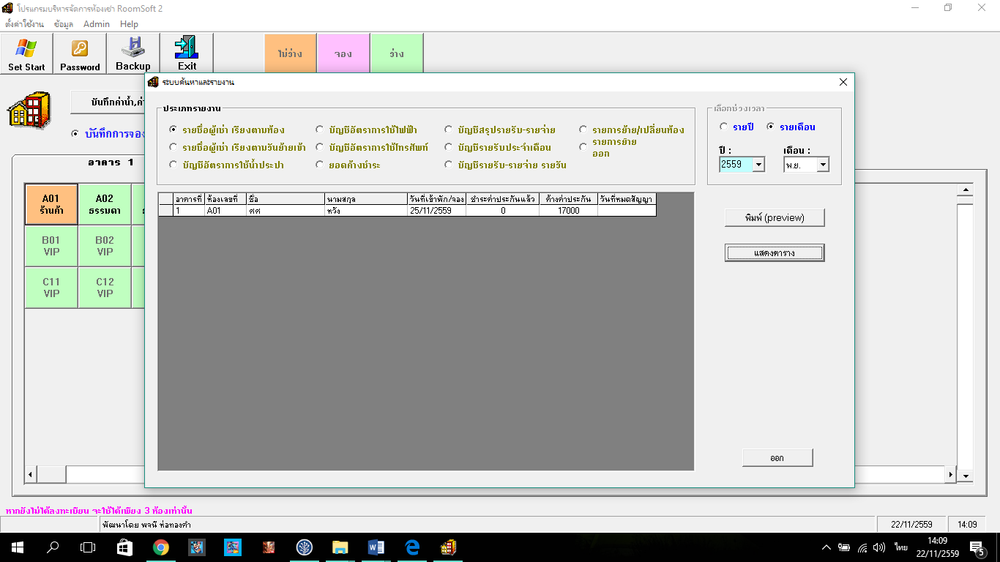 โปรแกรมบริหารจัดการห้องเช่า RoomSoft 2
ตั้งค่าใช้งาน ข้อมูล Admin Help
Set Start Password Backup Exit ไม่ว่าง จอง ว่าง
ระบบค้นหาและรายงาน
บันทึกค่าน้ำ,ค่
บันทึกการจอง
อาคาร 1
A01
ร้านค้า
A02
ธรรมดา
B01
VIP
B02
VIP
C11
VIP
C12
VIP
ประเภทรายงาน
รายชื่อผู้เช่า เรียงตามห้อง
รายชื่อผู้เช่า เรียงตามวันย้ายเข้า
บัญชีอัตราการใช้น้ำประปา
บัญชีอัตราการใช้ไฟฟ้า
บัญชีอัตราการใช้โทรศัพท์
ยอดค้างชำระ
บัญชีสรุปรายรับ-รายจ่าย
บัญชีรายรับประจำเดือน
บัญชีรายรับ-รายจ่าย รายวัน
รายการย้าย/เปลี่ยนห้อง
รายการย้าย
ออก
เลือกช่วงเวลา
รายปี รายเดือน
ปี : เดือน :
2559 พ.ย.
อาคารที่ ห้องเลขที่ ชื่อ นามสกุล วันที่เข้าพัก/จอง ชำระค่าประกันแล้ว ค้างค่าประกัน วันที่หมดสัญญา
1 A01 ศศ หวัง 25/11/2559 0 17000
พิมพ์ (preview)
แสดงตาราง
ออก
หากยังไม่ได้ลงทะเบียน จะใช้ได้เพียง 3 ห้องเท่านั้น
พัฒนาโดย พจนี ห่อทองคำ 22/11/2559 14:09
ไทย
14:09
22/11/2559
5